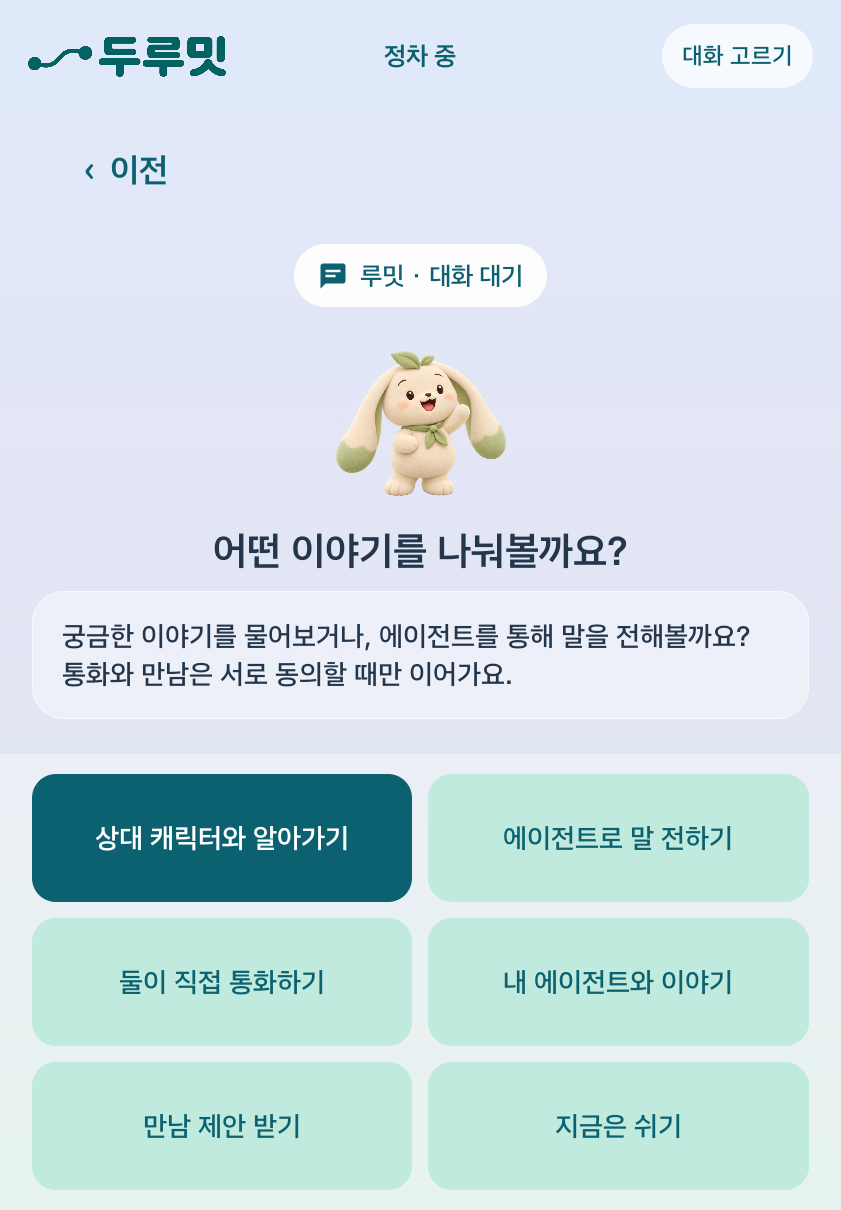 두루밋
정차 중
대화 고르기
‹ 이전
루밋 · 대화 대기
어떤 이야기를 나눠볼까요?
궁금한 이야기를 물어보거나, 에이전트를 통해 말을 전해볼까요?
통화와 만남은 서로 동의할 때만 이어가요.
상대 캐릭터와 알아가기
에이전트로 말 전하기
둘이 직접 통화하기
내 에이전트와 이야기
만남 제안 받기
지금은 쉬기